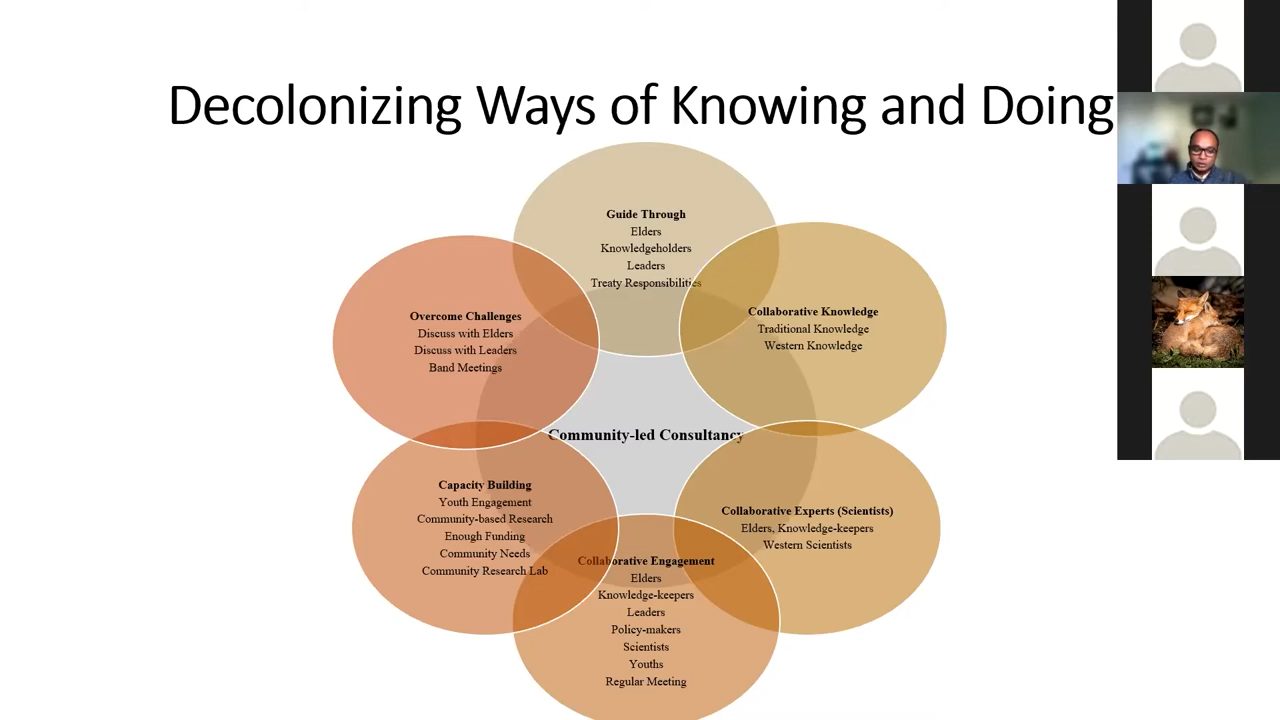 Decolonizing Ways of Knowing and Doing
Guide Through
Elders
Knowledgeholders
Leaders
Treaty Responsibilities
Collaborative Knowledge
Traditional Knowledge
Western Knowledge
Collaborative Experts (Scientists)
Elders, Knowledge-keepers
Western Scientists
Collaborative Engagement
Elders
Knowledge-keepers
Leaders
Policy-makers
Scientists
Youths
Regular Meeting
Capacity Building
Youth Engagement
Community-based Research
Enough Funding
Community Needs
Community Research Lab
Overcome Challenges
Discuss with Elders
Discuss with Leaders
Band Meetings
Community-led Consultancy